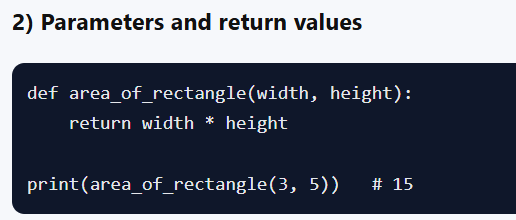 2) Parameters and return values
def area_of_rectangle(width, height):
    return width * height
print(area_of_rectangle(3, 5))   # 15